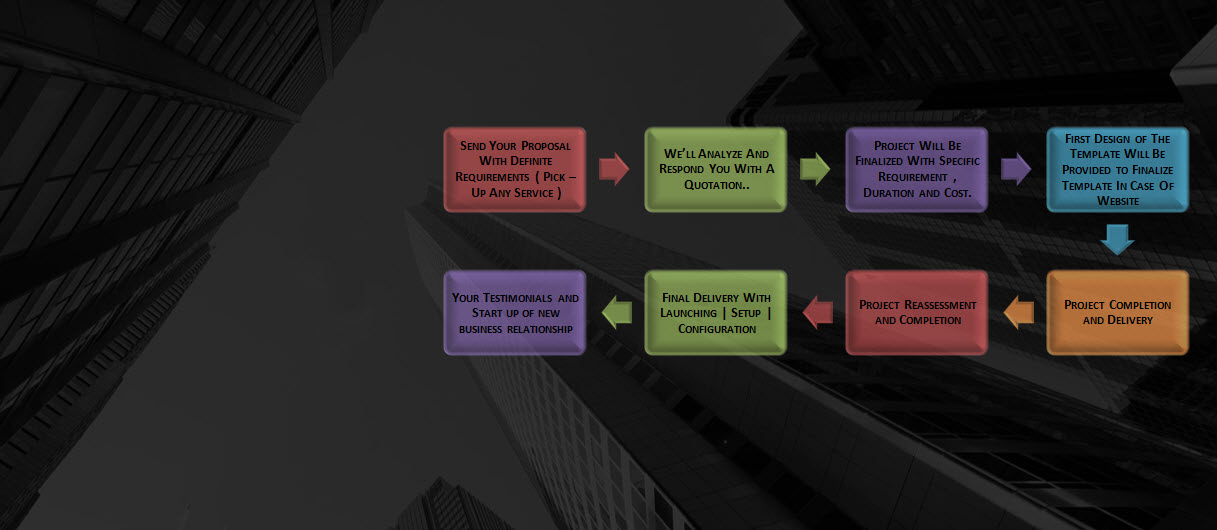 Send Your Proposal
With Definite
Requirements ( Pick –
Up Any Service )
We'll Analyze And
Respond You With A
Quotation..
Project Will Be
Finalized With Specific
Requirement ,
Duration and Cost.
First Design of The
Template Will Be
Provided to Finalize
Template In Case Of
Website
Project Completion
and Delivery
Project Reassessment
and Completion
Final Delivery With
Launching | Setup |
Configuration
Your Testimonials and
Start up of new
business relationship